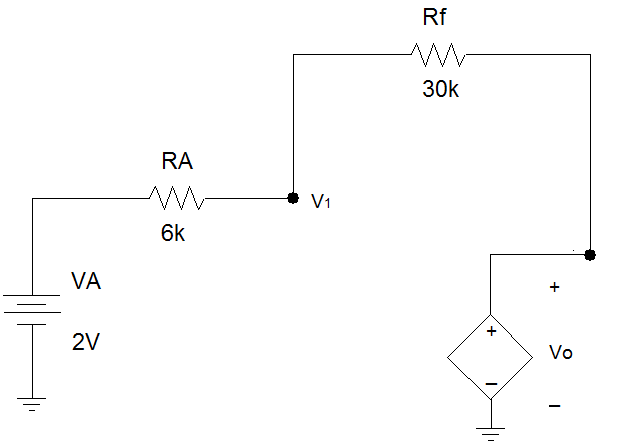 Rf
30k
RA
6k
V1
VA
2V
+
+
Vo
–
–